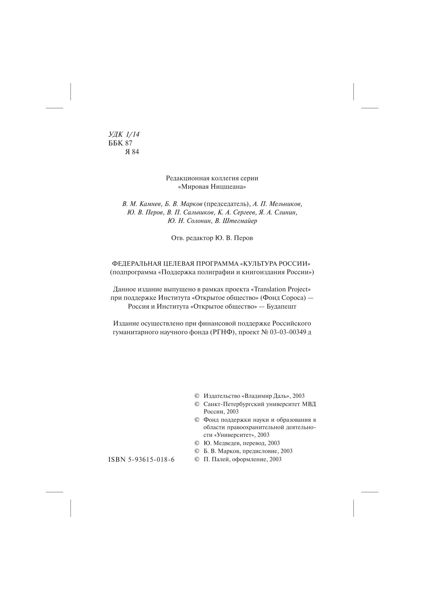 УДК 1/14
ББК 87
Я 84
Редакционная коллегия серии
«Мировая Ницшеана»
В. М. Камнев, Б. В. Марков (председатель), А. П. Мельников,
Ю. В. Перов, В. П. Сальников, К. А. Сергеев, Я. А. Слинин,
Ю. Н. Солонин, В. Штегмайер
Отв. редактор Ю. В. Перов
ФЕДЕРАЛЬНАЯ ЦЕЛЕВАЯ ПРОГРАММА «КУЛЬТУРА РОССИИ»
(подпрограмма «Поддержка полиграфии и книгоиздания России»)
Данное издание выпущено в рамках проекта «Translation Project»
при поддержке Института «Открытое общество» (Фонд Сороса) —
Россия и Института «Открытое общество» — Будапешт
Издание осуществлено при финансовой поддержке Российского
гуманитарного научного фонда (РГНФ), проект № 03-03-00349 д
© Издательство «Владимир Даль», 2003
© Санкт-Петербургский университет МВД
России, 2003
© Фонд поддержки науки и образования в
области правоохранительной деятельно-
сти «Университет», 2003
© Ю. Медведев, перевод, 2003
© Б. В. Марков, предисловие, 2003
ISBN 5-93615-018-6
© П. Палей, оформление, 2003